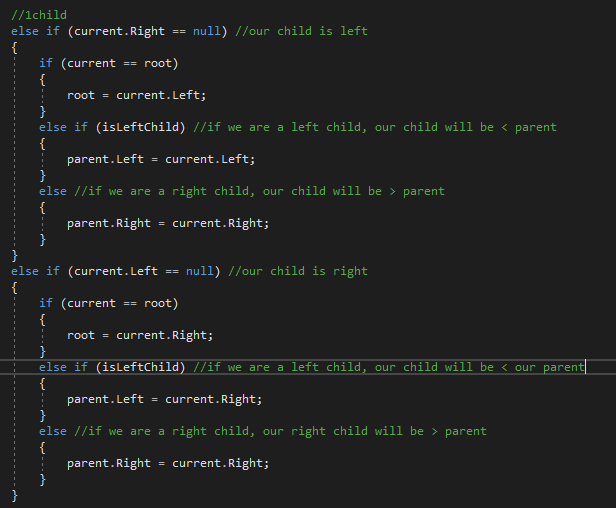 //1child
else if (current.Right == null) //our child is left
{
    if (current == root)
    {
        root = current.Left;
    }
    else if (isLeftChild) //if we are a left child, our child will be < parent
    {
        parent.Left = current.Left;
    }
    else //if we are a right child, our child will be > parent
    {
        parent.Right = current.Right;
    }
}
else if (current.Left == null) //our child is right
{
    if (current == root)
    {
        root = current.Right;
    }
    else if (isLeftChild) //if we are a left child, our child will be < our parent
    {
        parent.Left = current.Right;
    }
    else //if we are a right child, our right child will be > parent
    {
        parent.Right = current.Right;
    }
}